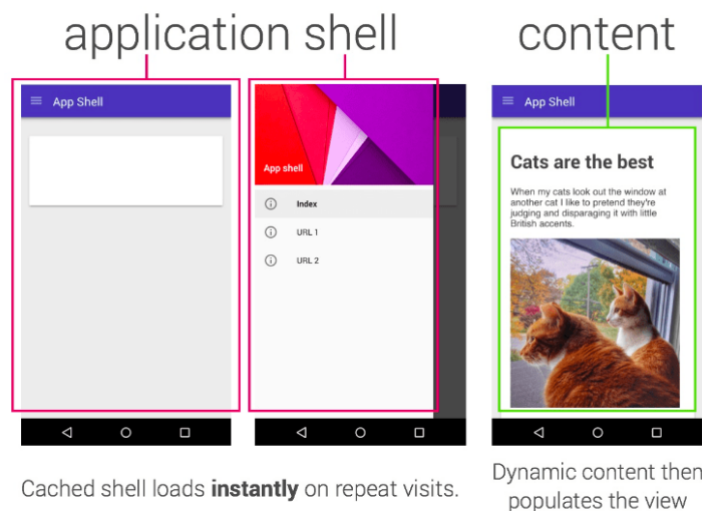 application shell
content
App Shell
App shell
Index
URL 1
URL 2
App Shell
Cats are the best
When my cats look out the window at
another cat I like to pretend they're
judging and disparaging it with little
British accents.
Cached shell loads instantly on repeat visits.
Dynamic content then
populates the view